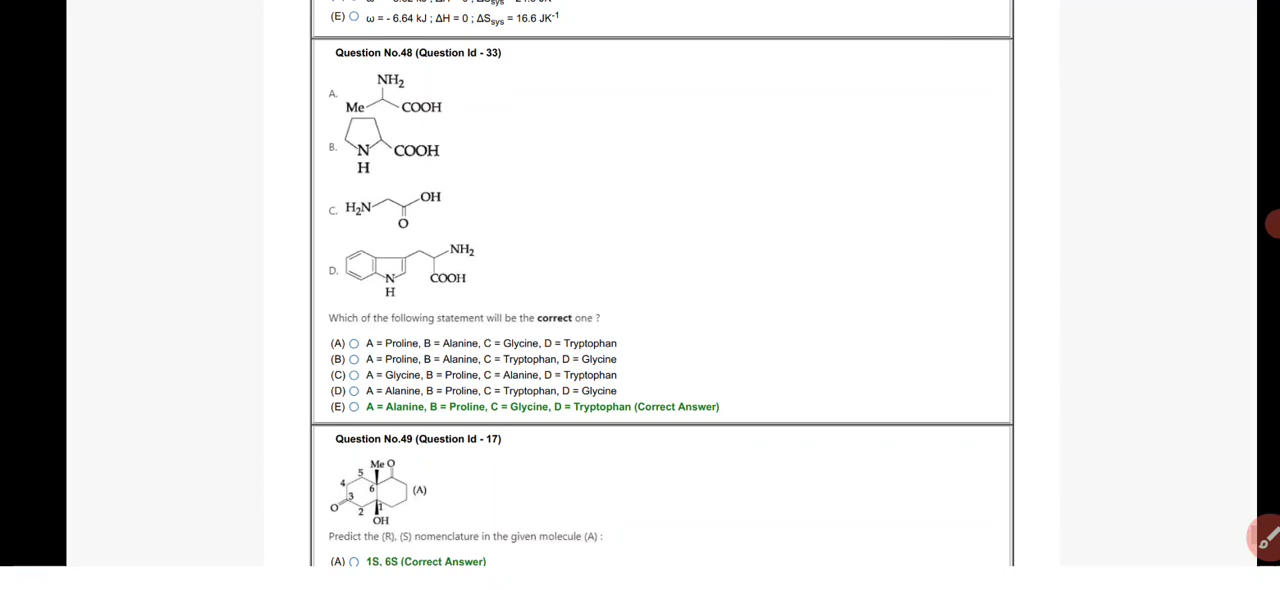 (E) ω = - 6.64 kJ ; ΔH = 0 ; ΔSsys = 16.6 JK-1
Question No.48 (Question Id - 33)
NH2
A.
Me COOH
B. N COOH
H
OH
C. H2N
O
NH2
D.
N COOH
H
Which of the following statement will be the correct one ?
(A) A = Proline, B = Alanine, C = Glycine, D = Tryptophan
(B) A = Proline, B = Alanine, C = Tryptophan, D = Glycine
(C) A = Glycine, B = Proline, C = Alanine, D = Tryptophan
(D) A = Alanine, B = Proline, C = Tryptophan, D = Glycine
(E) A = Alanine, B = Proline, C = Glycine, D = Tryptophan (Correct Answer)
Question No.49 (Question Id - 17)
Me O
5
4
6 (A)
3
O 2 1
OH
Predict the (R), (S) nomenclature in the given molecule (A) :
(A) 1S, 6S (Correct Answer)